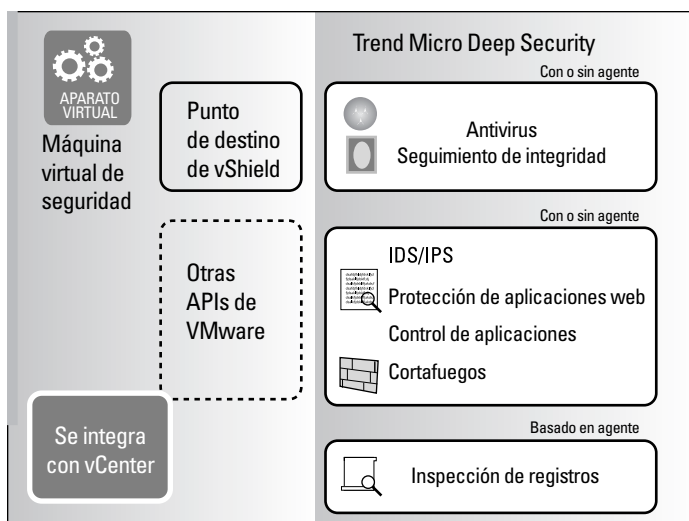 APARATO
VIRTUAL
Máquina
virtual de
seguridad
Punto
de destino
de vShield
Otras
APIs de
VMware
Se integra
con vCenter
Trend Micro Deep Security
Con o sin agente
Antivirus
Seguimiento de integridad
Con o sin agente
IDS/IPS
Protección de aplicaciones web
Control de aplicaciones
Cortafuegos
Basado en agente
Inspección de registros